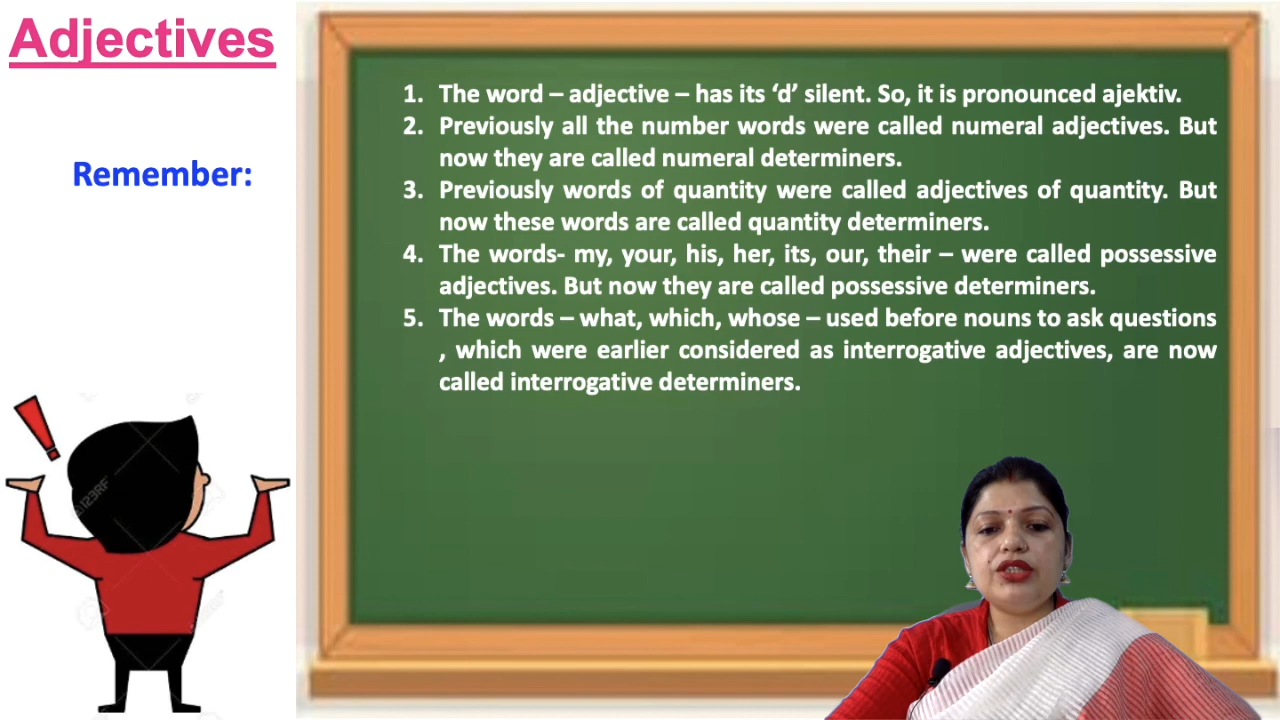 Adjectives
Remember:
1. The word – adjective – has its ‘d’ silent. So, it is pronounced ajektiv.
2. Previously all the number words were called numeral adjectives. But
now they are called numeral determiners.
3. Previously words of quantity were called adjectives of quantity. But
now these words are called quantity determiners.
4. The words- my, your, his, her, its, our, their – were called possessive
adjectives. But now they are called possessive determiners.
5. The words – what, which, whose – used before nouns to ask questions
, which were earlier considered as interrogative adjectives, are now
called interrogative determiners.
123RF